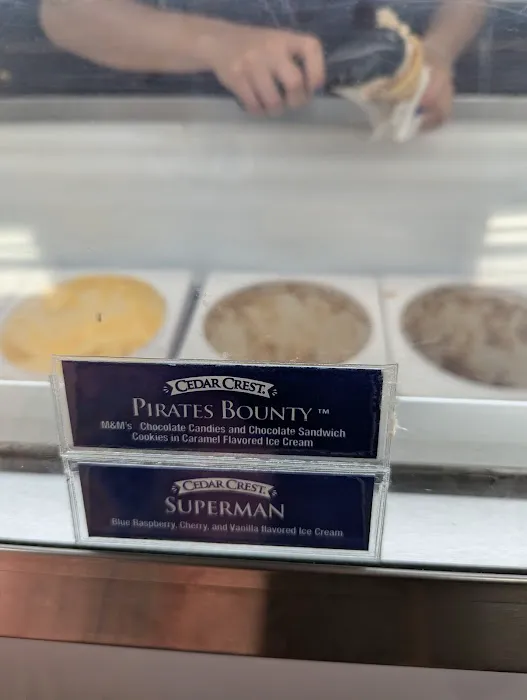 CEDAR CREST.
PIRATES BOUNTY ™
M&M's Chocolate Candies and Chocolate Sandwich
Cookies in Caramel Flavored Ice Cream
CEDAR CREST.
SUPERMAN
Blue Raspberry, Cherry, and Vanilla flavored Ice Cream